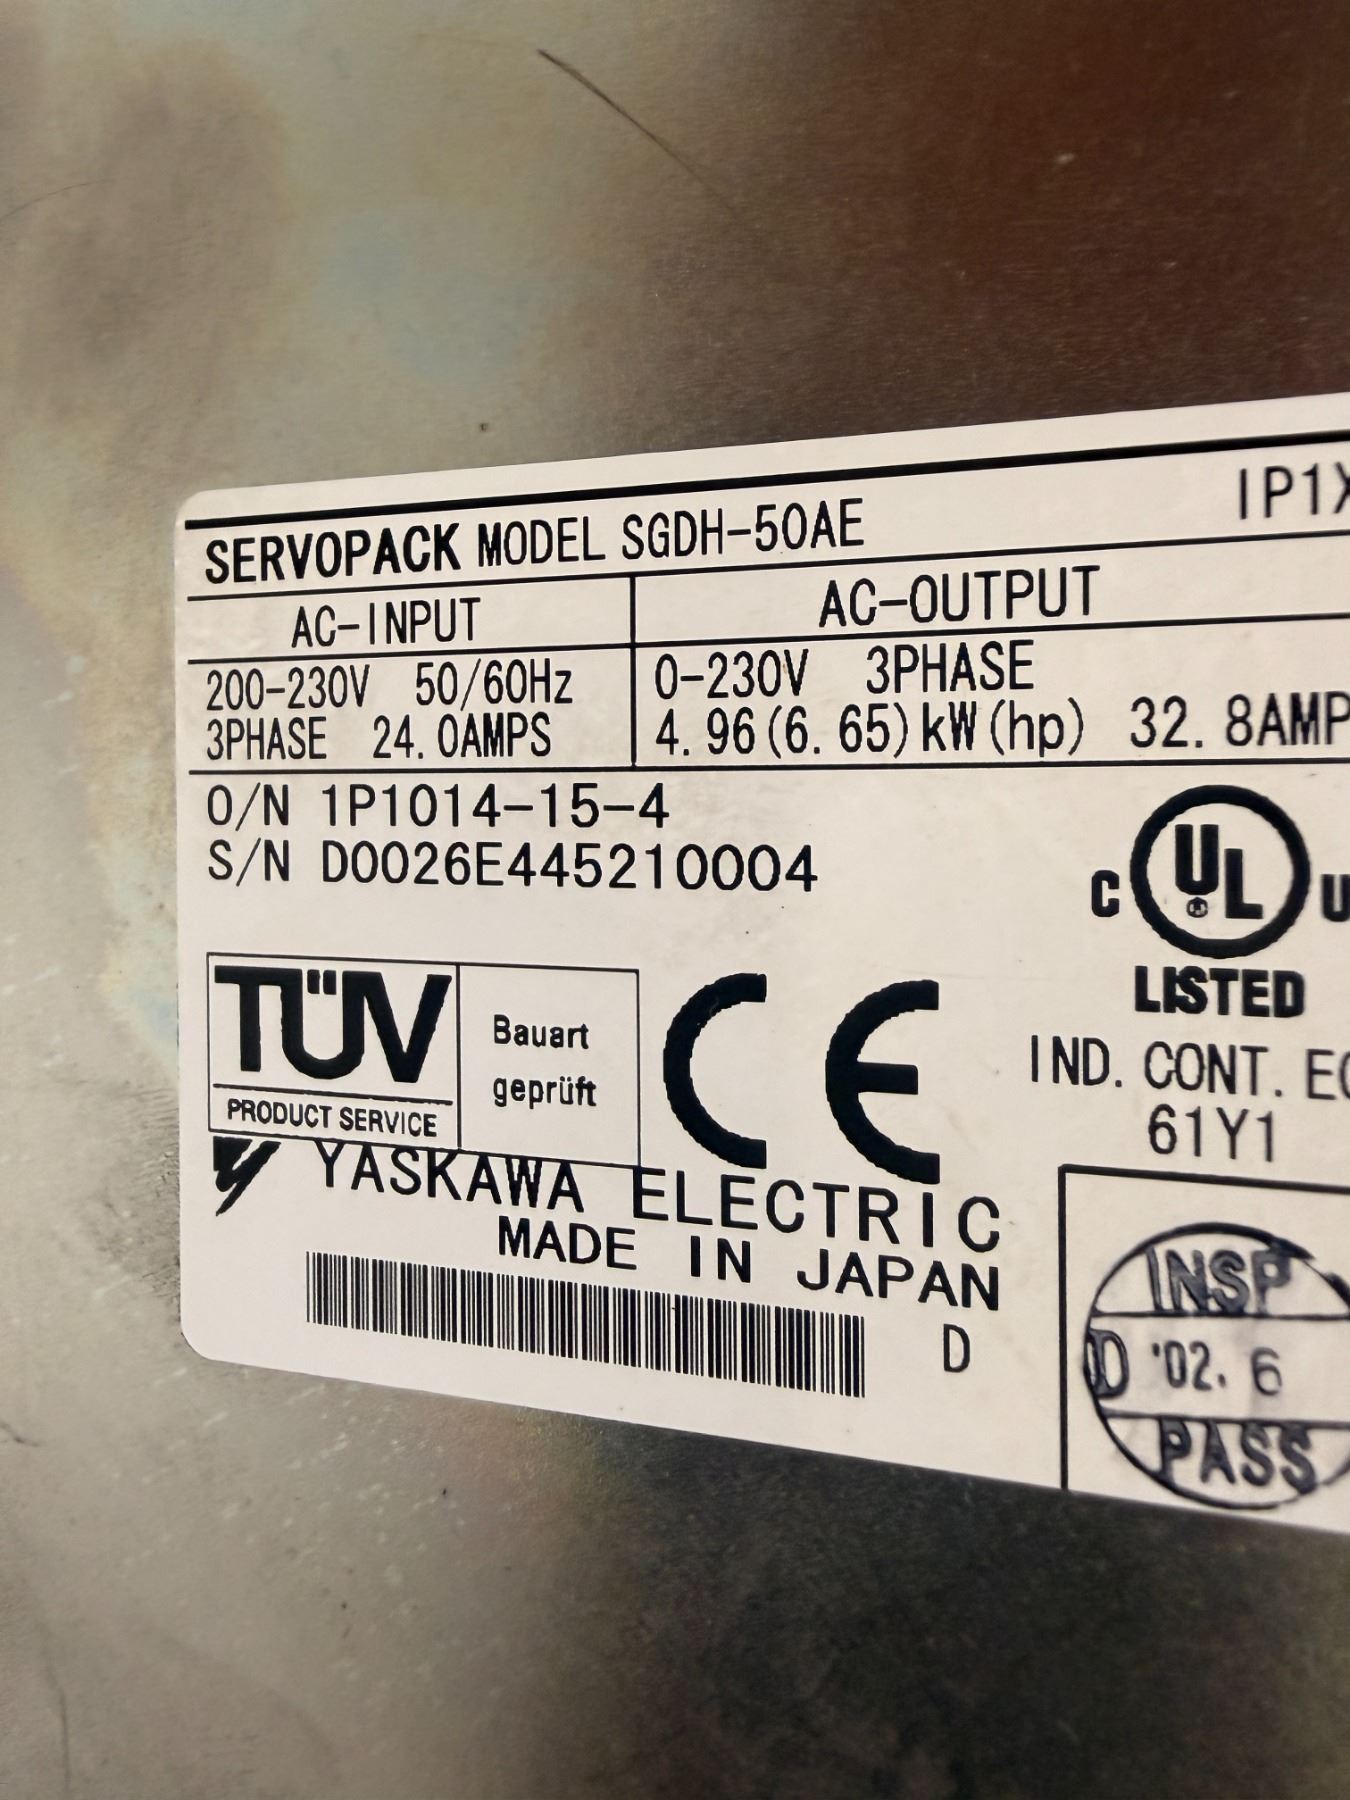 SERVOPACK MODEL SGDH-50AE IP1X
AC-INPUT AC-OUTPUT
200-230V 50/60Hz 0-230V 3PHASE
3PHASE 24.0AMPS 4.96(6.65)kW(hp) 32.8AMP
O/N 1P1014-15-4
S/N D0026E445210004
C UL U
LISTED
IND. CONT. EQ
61Y1
TÜV
PRODUCT SERVICE
Bauart
geprüft
CE
YASKAWA ELECTRIC
MADE IN JAPAN
D
INSP
D '02.6
PASS